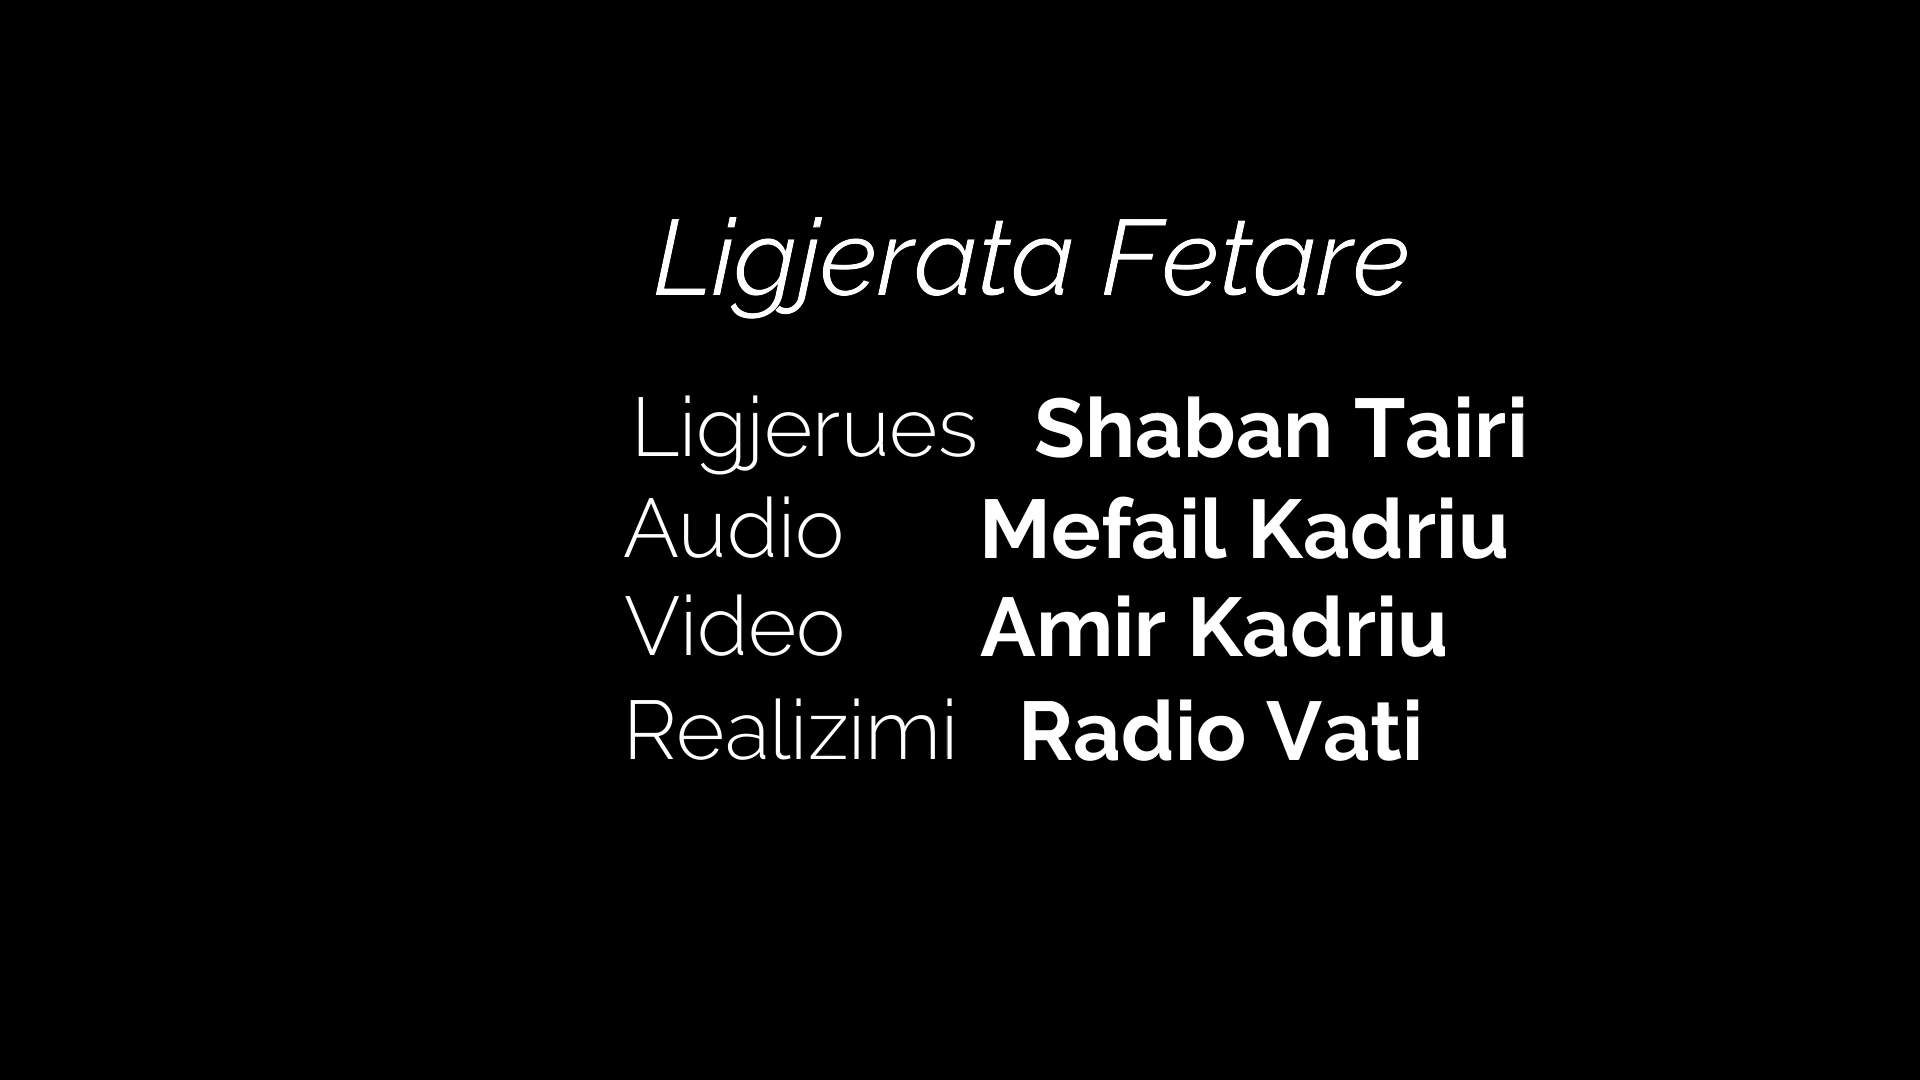 Ligjerata Fetare
Ligjerues Shaban Tairi
Audio Mefail Kadriu
Video Amir Kadriu
Realizimi Radio Vati